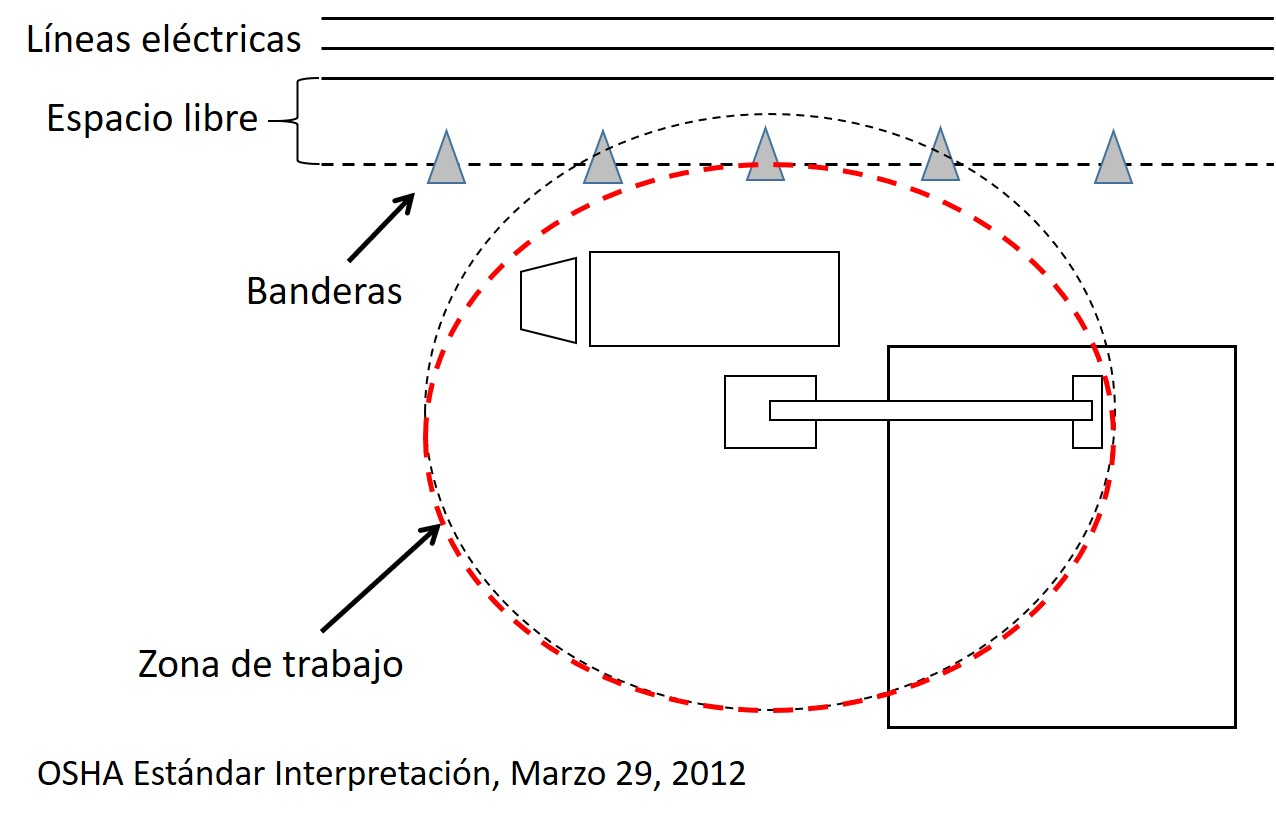 Líneas eléctricas
Espacio libre
Banderas
Zona de trabajo
OSHA Estándar Interpretación, Marzo 29, 2012